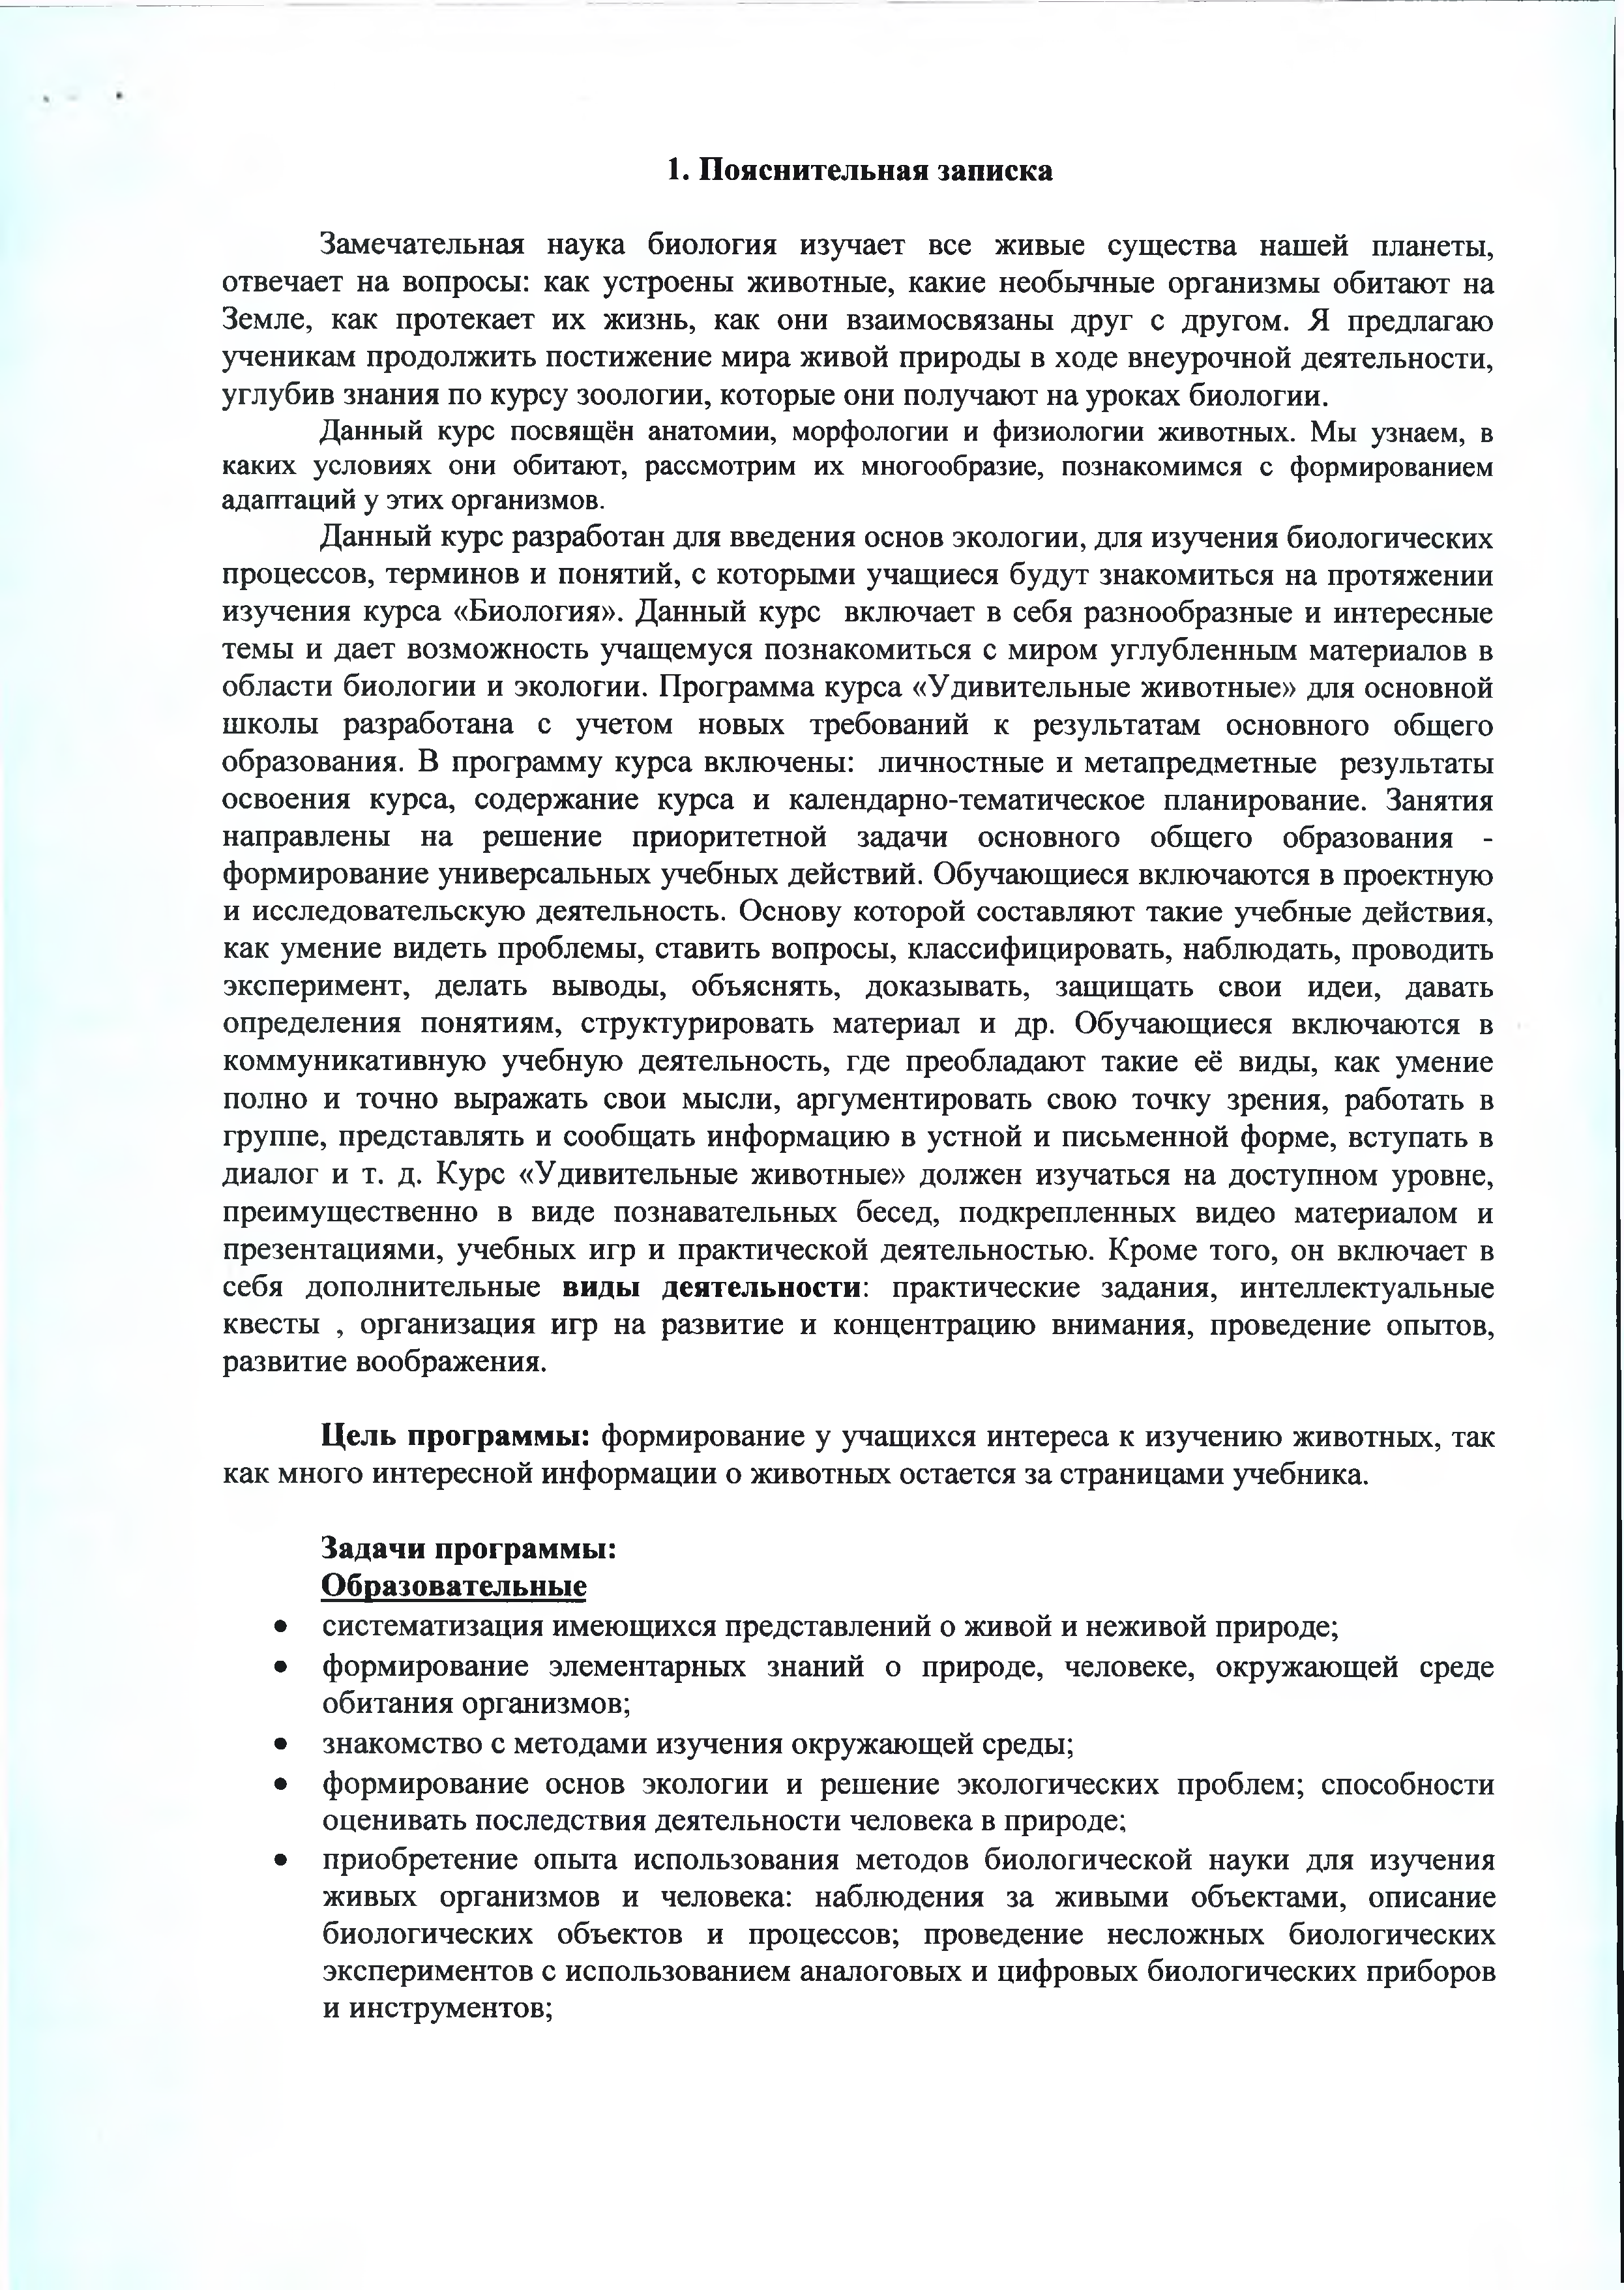 1. Пояснительная записка
Замечательная наука биология изучает все живые существа нашей планеты,
отвечает на вопросы: как устроены животные, какие необычные организмы обитают на
Земле, как протекает их жизнь, как они взаимосвязаны друг с другом. Я предлагаю
ученикам продолжить постижение мира живой природы в ходе внеурочной деятельности,
углубив знания по курсу зоологии, которые они получают на уроках биологии.
Данный курс посвящён анатомии, морфологии и физиологии животных. Мы узнаем, в
каких условиях они обитают, рассмотрим их многообразие, познакомимся с формированием
адаптаций у этих организмов.
Данный курс разработан для введения основ экологии, для изучения биологических
процессов, терминов и понятий, с которыми учащиеся будут знакомиться на протяжении
изучения курса «Биология». Данный курс включает в себя разнообразные и интересные
темы и дает возможность учащемуся познакомиться с миром углубленным материалов в
области биологии и экологии. Программа курса «Удивительные животные» для основной
школы разработана с учетом новых требований к результатам основного общего
образования. В программу курса включены: личностные и метапредметные результаты
освоения курса, содержание курса и календарно-тематическое планирование. Занятия
направлены на решение приоритетной задачи основного общего образования -
формирование универсальных учебных действий. Обучающиеся включаются в проектную
и исследовательскую деятельность. Основу которой составляют такие учебные действия,
как умение видеть проблемы, ставить вопросы, классифицировать, наблюдать, проводить
эксперимент, делать выводы, объяснять, доказывать, защищать свои идеи, давать
определения понятиям, структурировать материал и др. Обучающиеся включаются в
коммуникативную учебную деятельность, где преобладают такие её виды, как умение
полно и точно выражать свои мысли, аргументировать свою точку зрения, работать в
группе, представлять и сообщать информацию в устной и письменной форме, вступать в
диалог и т. д. Курс «Удивительные животные» должен изучаться на доступном уровне,
преимущественно в виде познавательных бесед, подкрепленных видео материалом и
презентациями, учебных игр и практической деятельностью. Кроме того, он включает в
себя дополнительные виды деятельности: практические задания, интеллектуальные
квесты , организация игр на развитие и концентрацию внимания, проведение опытов,
развитие воображения.
Цель программы: формирование у учащихся интереса к изучению животных, так
как много интересной информации о животных остается за страницами учебника.
Задачи программы:
Образовательные
• систематизация имеющихся представлений о живой и неживой природе;
• формирование элементарных знаний о природе, человеке, окружающей среде
обитания организмов;
• знакомство с методами изучения окружающей среды;
• формирование основ экологии и решение экологических проблем; способности
оценивать последствия деятельности человека в природе;
• приобретение опыта использования методов биологической науки для изучения
живых организмов и человека: наблюдения за живыми объектами, описание
биологических объектов и процессов; проведение несложных биологических
экспериментов с использованием аналоговых и цифровых биологических приборов
и инструментов;